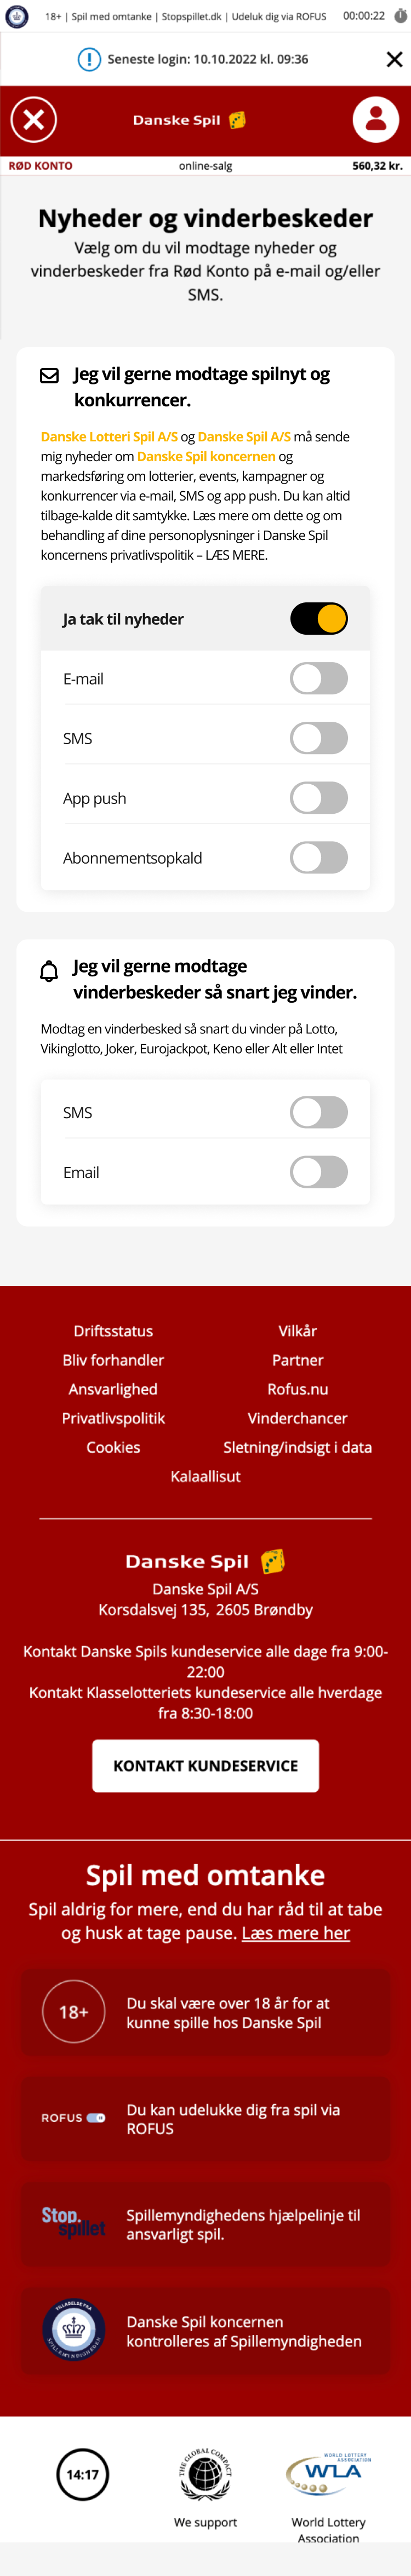 18+ | Spil med omtanke | Stopspillet.dk | Udeluk dig via ROFUS 00:00:22
Seneste login: 10.10.2022 kl. 09:36
Danske Spil
RØD KONTO online-salg 560,32 kr.
Nyheder og vinderbeskeder
Vælg om du vil modtage nyheder og
vinderbeskeder fra Rød Konto på e-mail og/eller
SMS.
Jeg vil gerne modtage spilnyt og
konkurrencer.
Danske Lotteri Spil A/S og Danske Spil A/S må sende
mig nyheder om Danske Spil koncernen og
markedsføring om lotterier, events, kampagner og
konkurrencer via e-mail, SMS og app push. Du kan altid
tilbage-kalde dit samtykke. Læs mere om dette og om
behandling af dine personoplysninger i Danske Spil
koncernens privatlivspolitik – LÆS MERE.
Ja tak til nyheder
E-mail
SMS
App push
Abonnementsopkald
Jeg vil gerne modtage
vinderbeskeder så snart jeg vinder.
Modtag en vinderbesked så snart du vinder på Lotto,
Vikinglotto, Joker, Eurojackpot, Keno eller Alt eller Intet
SMS
Email
Driftsstatus Vilkår
Bliv forhandler Partner
Ansvarlighed Rofus.nu
Privatlivspolitik Vinderchancer
Cookies Sletning/indsigt i data
Kalaallisut
Danske Spil
Danske Spil A/S
Korsdalsvej 135, 2605 Brøndby
Kontakt Danske Spils kundeservice alle dage fra 9:00-
22:00
Kontakt Klasselotteriets kundeservice alle hverdage
fra 8:30-18:00
KONTAKT KUNDESERVICE
Spil med omtanke
Spil aldrig for mere, end du har råd til at tabe
og husk at tage pause. Læs mere her
18+
Du skal være over 18 år for at
kunne spille hos Danske Spil
ROFUS
Du kan udelukke dig fra spil via
ROFUS
Stop.
spillet
Spillemyndighedens hjælpelinje til
ansvarligt spil.
TILLADELSE FRA
SPILLEMYNDIGHEDEN
Danske Spil koncernen
kontrolleres af Spillemyndigheden
14:17
THE GLOBAL COMPACT
WORLD LOTTERY
ASSOCIATION
WLA
We support
World Lottery
Association